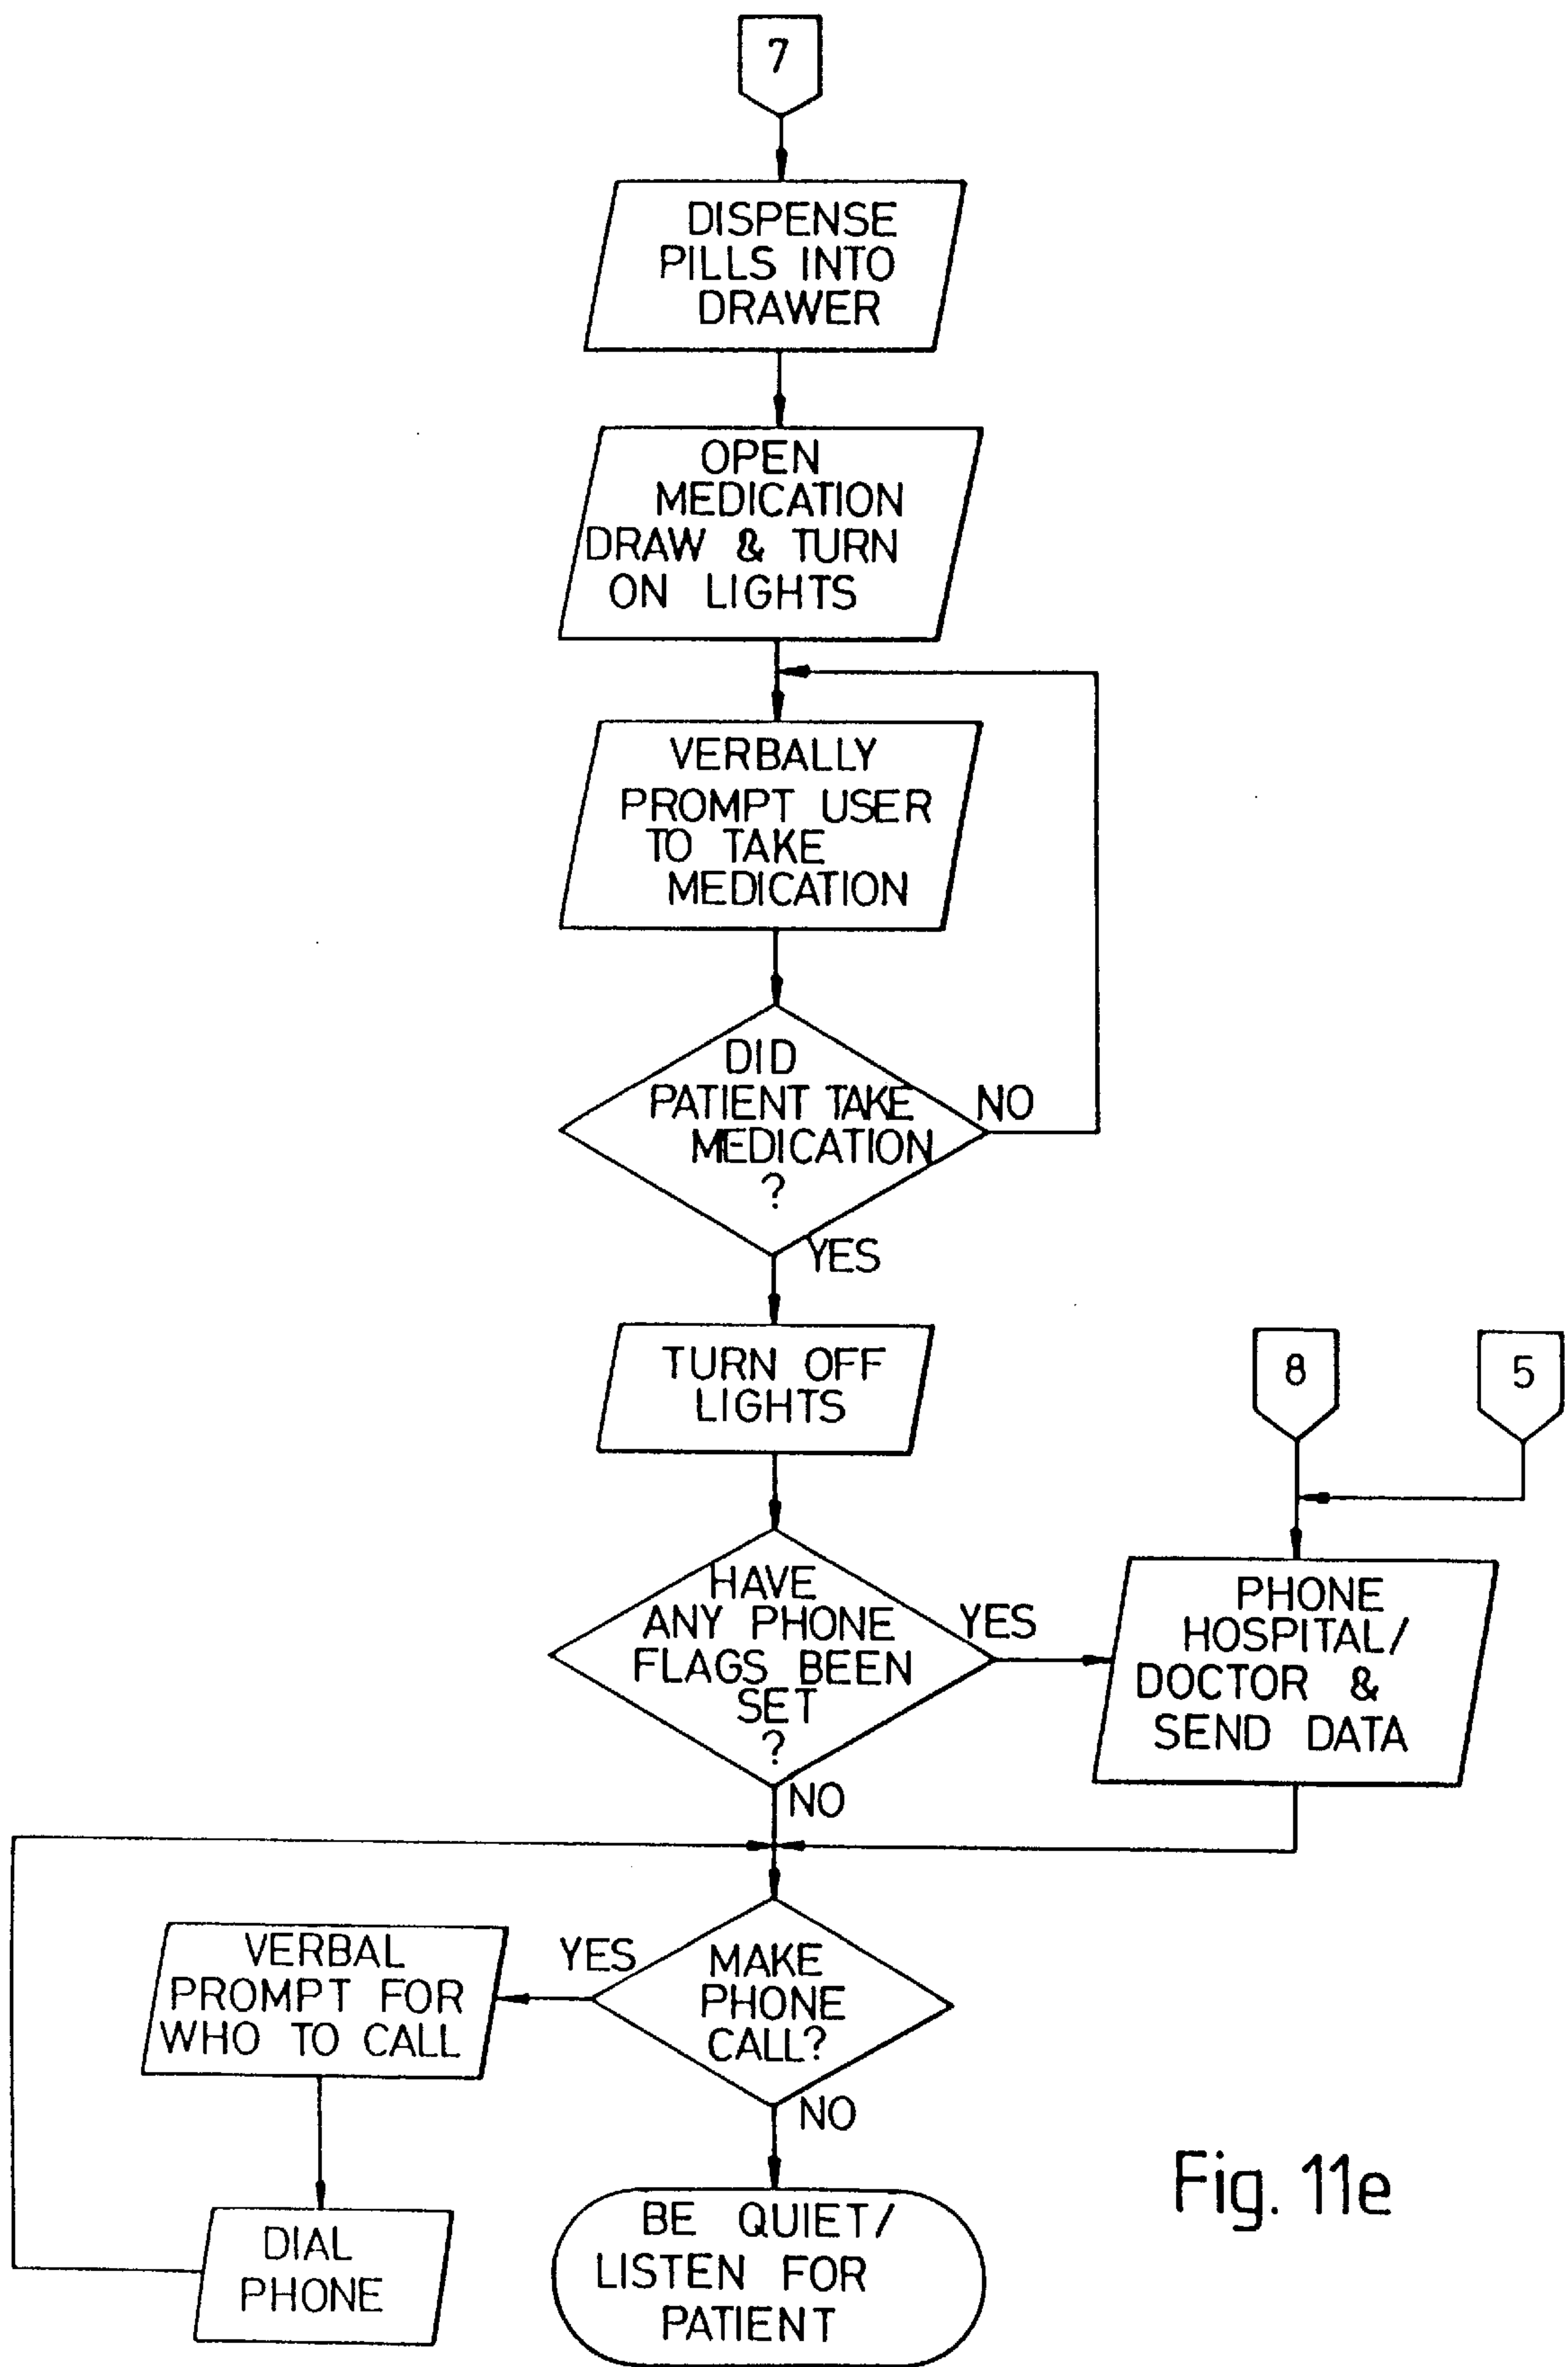 7
DISPENSE
PILLS INTO
DRAWER
OPEN
MEDICATION
DRAW & TURN
ON LIGHTS
VERBALLY
PROMPT USER
TO TAKE
MEDICATION
DID
PATIENT TAKE
MEDICATION
?
NO
YES
TURN OFF
LIGHTS
8
5
HAVE
ANY PHONE
FLAGS BEEN
SET
?
YES
NO
PHONE
HOSPITAL/
DOCTOR &
SEND DATA
MAKE
PHONE
CALL?
YES
NO
VERBAL
PROMPT FOR
WHO TO CALL
DIAL
PHONE
BE QUIET/
LISTEN FOR
PATIENT
Fig. 11e